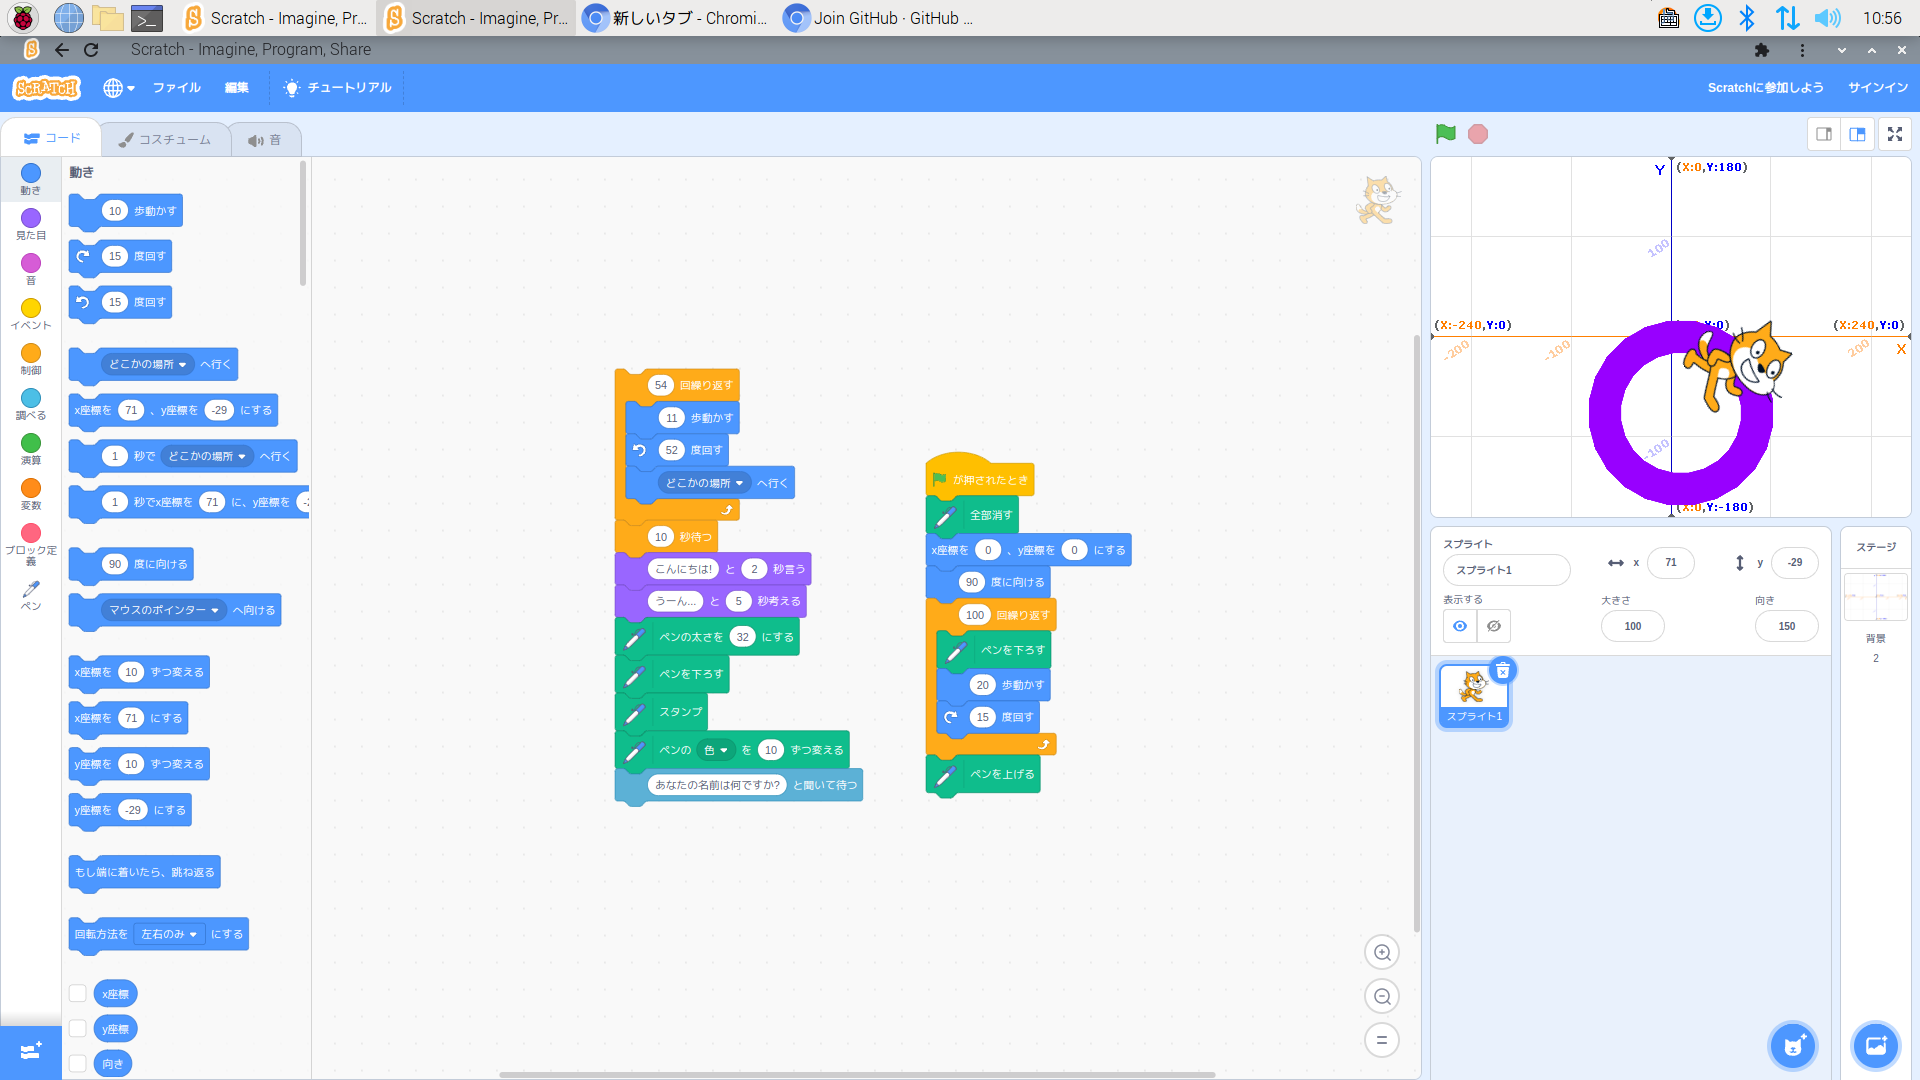 Scratch - Imagine, Pr...
Scratch - Imagine, Pr...
新しいタブ - Chromi...
Join GitHub · GitHub ...
10:56
Scratch - Imagine, Program, Share
SCRATCH
ファイル
編集
チュートリアル
Scratchに参加しよう
サインイン
コード
コスチューム
音
動き
見た目
音
イベント
制御
調べる
演算
変数
ブロック定義
ペン
動き
10 歩動かす
15 度回す
15 度回す
どこかの場所 へ行く
x座標を 71 、y座標を -29 にする
1 秒で どこかの場所 へ行く
1 秒でx座標を 71 に、y座標を
90 度に向ける
マウスのポインター へ向ける
x座標を 10 ずつ変える
x座標を 71 にする
y座標を 10 ずつ変える
y座標を -29 にする
もし端に着いたら、跳ね返る
回転方法を 左右のみ にする
x座標
y座標
向き
54 回繰り返す
11 歩動かす
52 度回す
どこかの場所 へ行く
10 秒待つ
こんにちは! と 2 秒言う
うーん... と 5 秒考える
ペンの太さを 32 にする
ペンを下ろす
スタンプ
ペンの 色 を 10 ずつ変える
あなたの名前は何ですか? と聞いて待つ
が押されたとき
全部消す
x座標を 0 、y座標を 0 にする
90 度に向ける
100 回繰り返す
ペンを下ろす
20 歩動かす
15 度回す
ペンを上げる
Y (X:0,Y:180)
100
(X:-240,Y:0)
Y:0)
(X:240,Y:0)
-200
-100
200
X
-100
(X:0,Y:-180)
スプライト
スプライト1
x 71
y -29
表示する
大きさ
100
向き
150
スプライト1
ステージ
背景
2